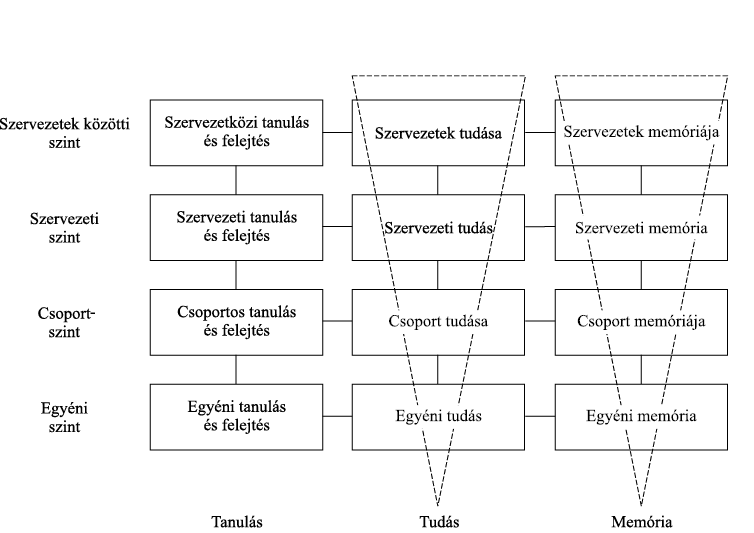 Szervezetek közötti
szint
Szervezetközi tanulás
és felejtés
Szervezetek tudása
Szervezetek memóriája
Szervezeti
szint
Szervezeti tanulás
és felejtés
Szervezeti tudás
Szervezeti memória
Csoport-
szint
Csoportos tanulás
és felejtés
Csoport tudása
Csoport memóriája
Egyéni
szint
Egyéni tanulás
és felejtés
Egyéni tudás
Egyéni memória
Tanulás
Tudás
Memória